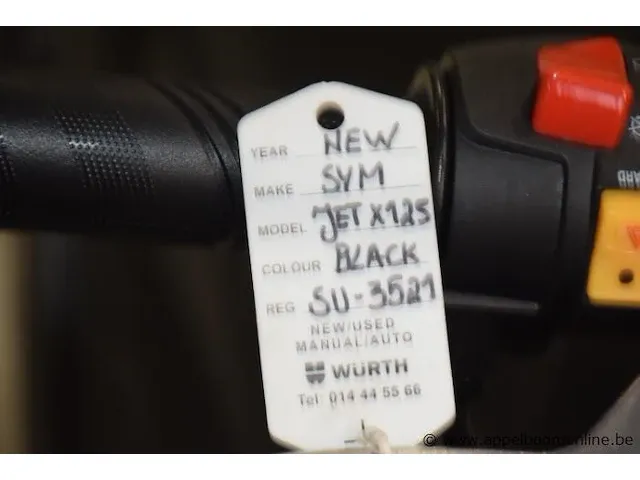 YEAR NEW
MAKE SYM
MODEL JET X125
COLOUR BLACK
REG SU-3521
NEW/USED
MANUAL/AUTO
WÜRTH
Tel: 014 44 55 66
© www.appelboomonline.be